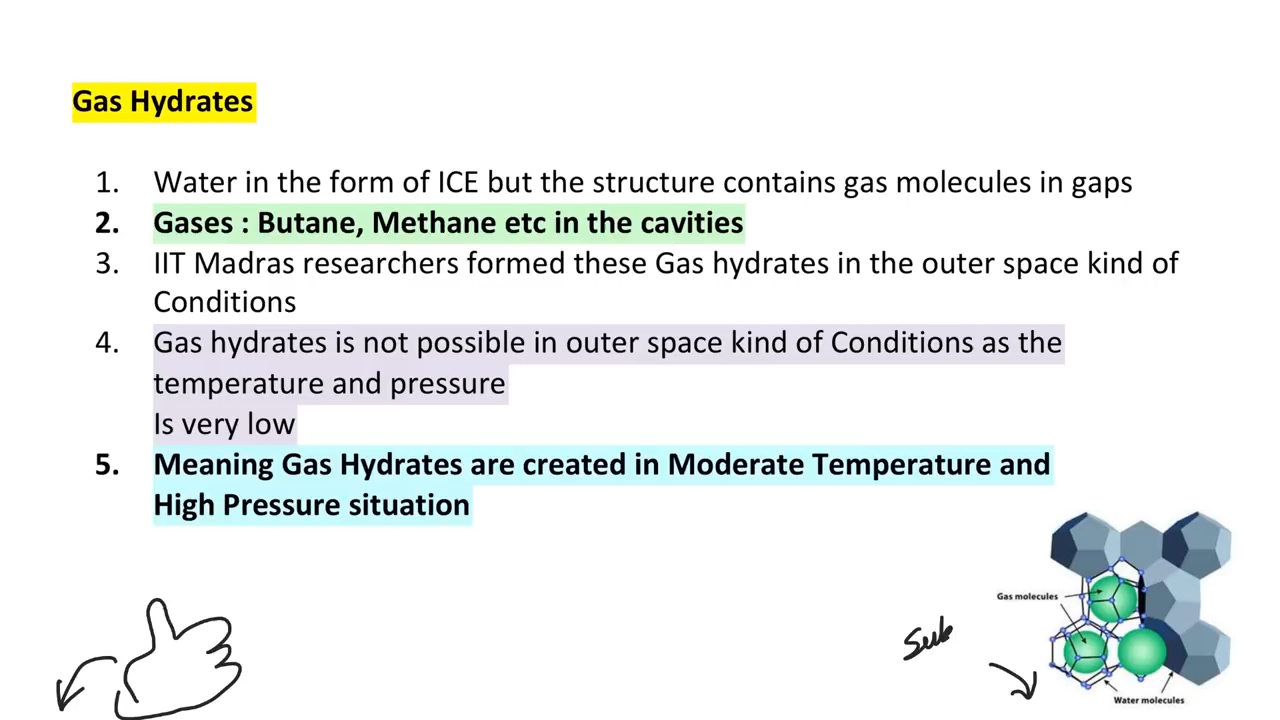 Gas Hydrates
1. Water in the form of ICE but the structure contains gas molecules in gaps
2. Gases : Butane, Methane etc in the cavities
3. IIT Madras researchers formed these Gas hydrates in the outer space kind of
Conditions
4. Gas hydrates is not possible in outer space kind of Conditions as the
temperature and pressure
Is very low
5. Meaning Gas Hydrates are created in Moderate Temperature and
High Pressure situation
Gas molecules
Sub
Water molecules